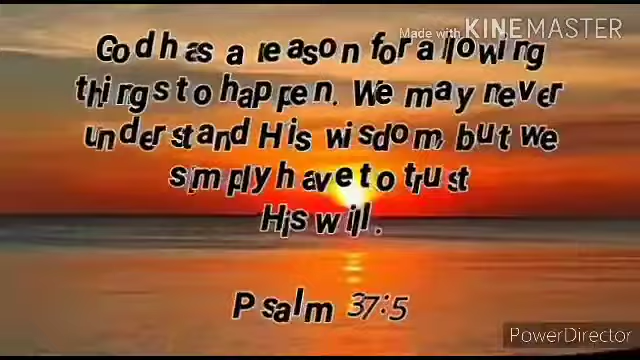 Made with KINEMASTER
God has a reason for allowing
things to happen. We may never
understand His wisdom, but we
simply have to trust
His will.
Psalm 37:5
PowerDirector